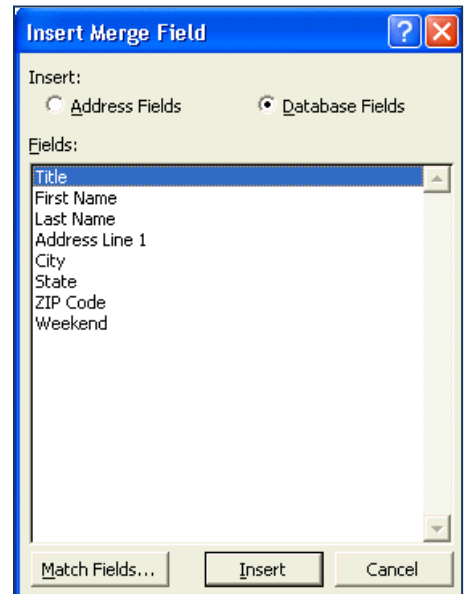 Insert Merge Field
Insert:
Address Fields Database Fields
Fields:
Title
First Name
Last Name
Address Line 1
City
State
ZIP Code
Weekend
Match Fields... Insert Cancel